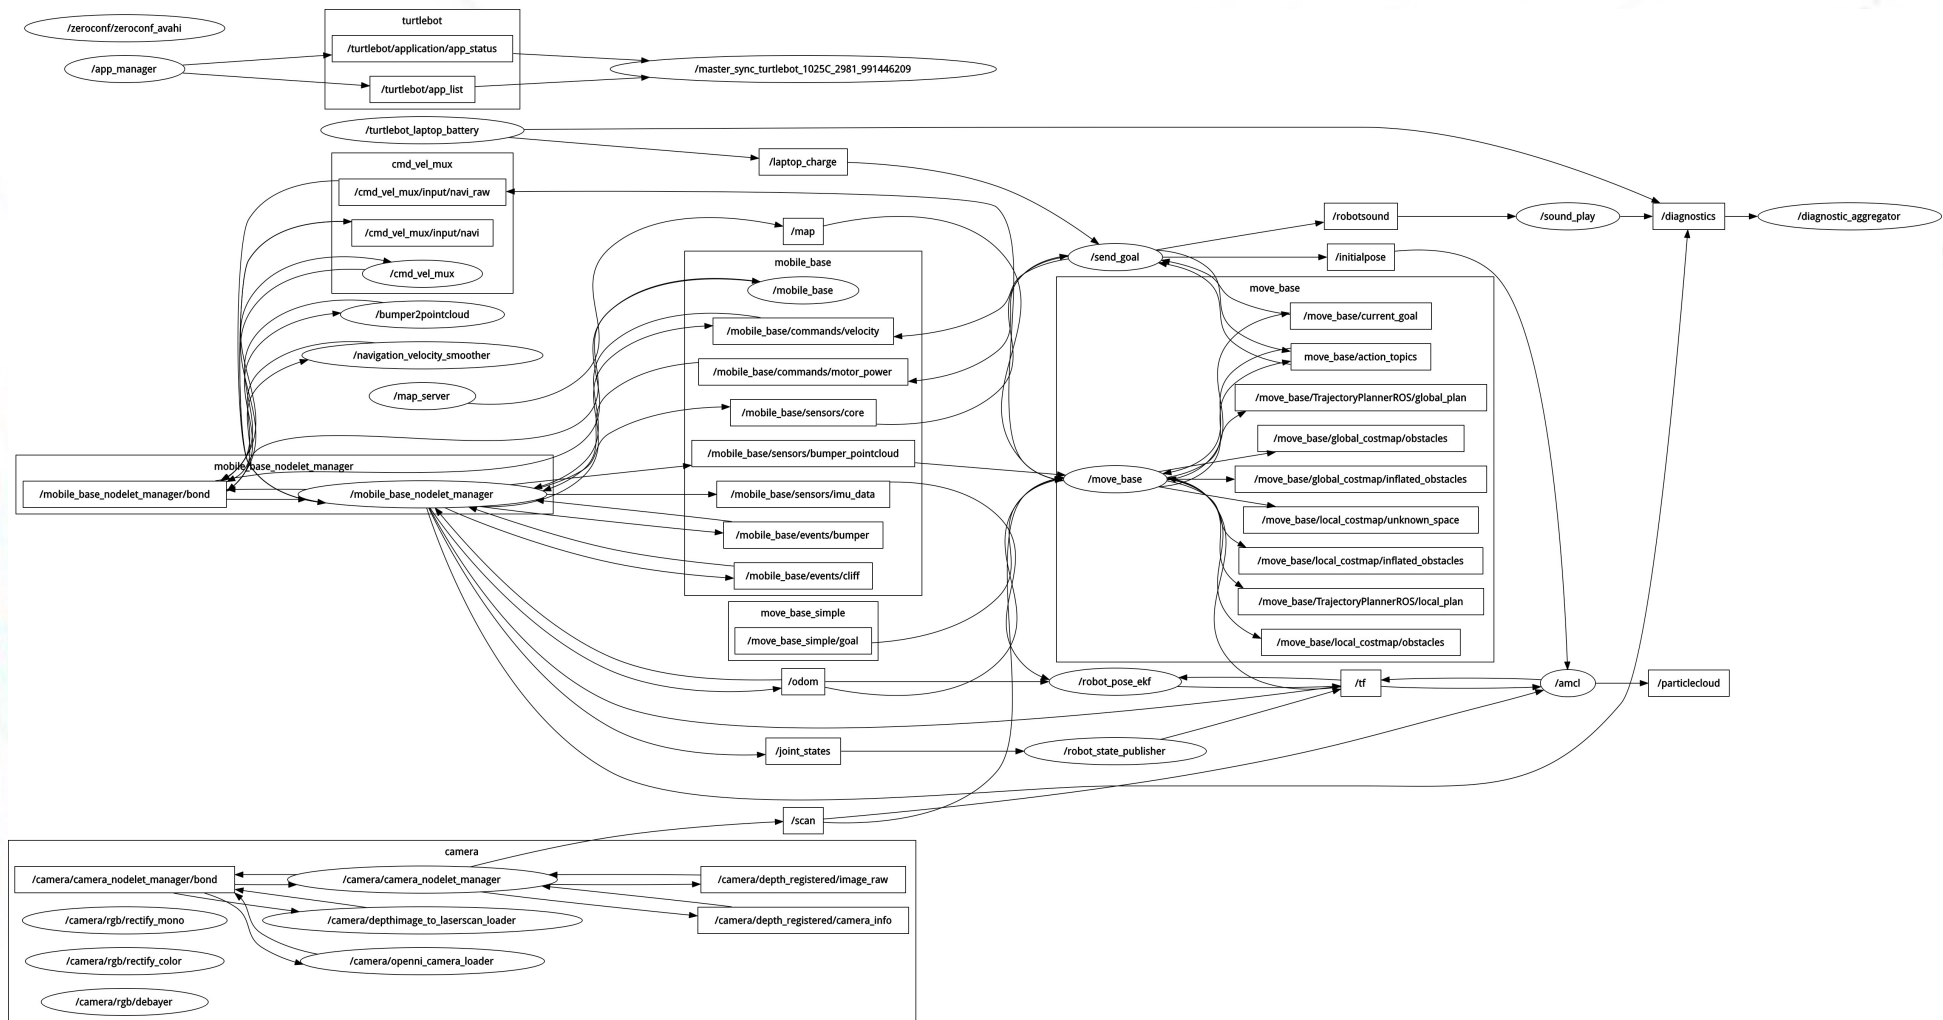 /zeroconf/zeroconf_avahi
/app_manager
turtlebot
/turtlebot/application/app_status
/turtlebot/app_list
/master_sync_turtlebot_1025C_2981_991446209
/turtlebot_laptop_battery
/laptop_charge
cmd_vel_mux
/cmd_vel_mux/input/navi_raw
/cmd_vel_mux/input/navi
/cmd_vel_mux
/bumper2pointcloud
/navigation_velocity_smoother
/map_server
mobile_base_nodelet_manager
/mobile_base_nodelet_manager/bond
/mobile_base_nodelet_manager
/map
mobile_base
/mobile_base
/mobile_base/commands/velocity
/mobile_base/commands/motor_power
/mobile_base/sensors/core
/mobile_base/sensors/bumper_pointcloud
/mobile_base/sensors/imu_data
/mobile_base/events/bumper
/mobile_base/events/cliff
move_base_simple
/move_base_simple/goal
/odom
/joint_states
/scan
/send_goal
/robotsound
/sound_play
/diagnostics
/diagnostic_aggregator
/initialpose
move_base
/move_base/current_goal
move_base/action_topics
/move_base/TrajectoryPlannerROS/global_plan
/move_base/global_costmap/obstacles
/move_base
/move_base/global_costmap/inflated_obstacles
/move_base/local_costmap/unknown_space
/move_base/local_costmap/inflated_obstacles
/move_base/TrajectoryPlannerROS/local_plan
/move_base/local_costmap/obstacles
/robot_pose_ekf
/tf
/amcl
/particlecloud
/robot_state_publisher
camera
/camera/camera_nodelet_manager/bond
/camera/camera_nodelet_manager
/camera/depth_registered/image_raw
/camera/rgb/rectify_mono
/camera/depthimage_to_laserscan_loader
/camera/depth_registered/camera_info
/camera/rgb/rectify_color
/camera/openni_camera_loader
/camera/rgb/debayer